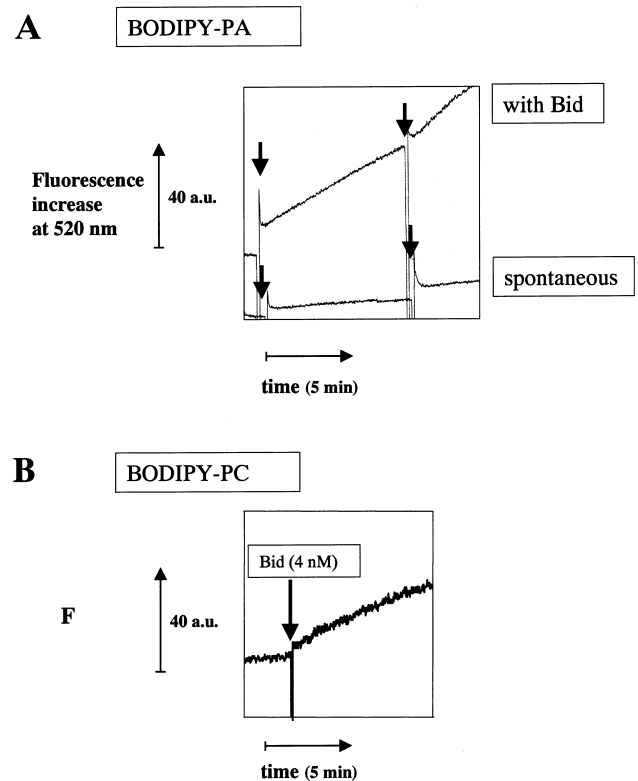 A
BODIPY-PA
with Bid
Fluorescence
increase
at 520 nm
40 a.u.
spontaneous
time (5 min)
B
BODIPY-PC
Bid (4 nM)
F
40 a.u.
time (5 min)